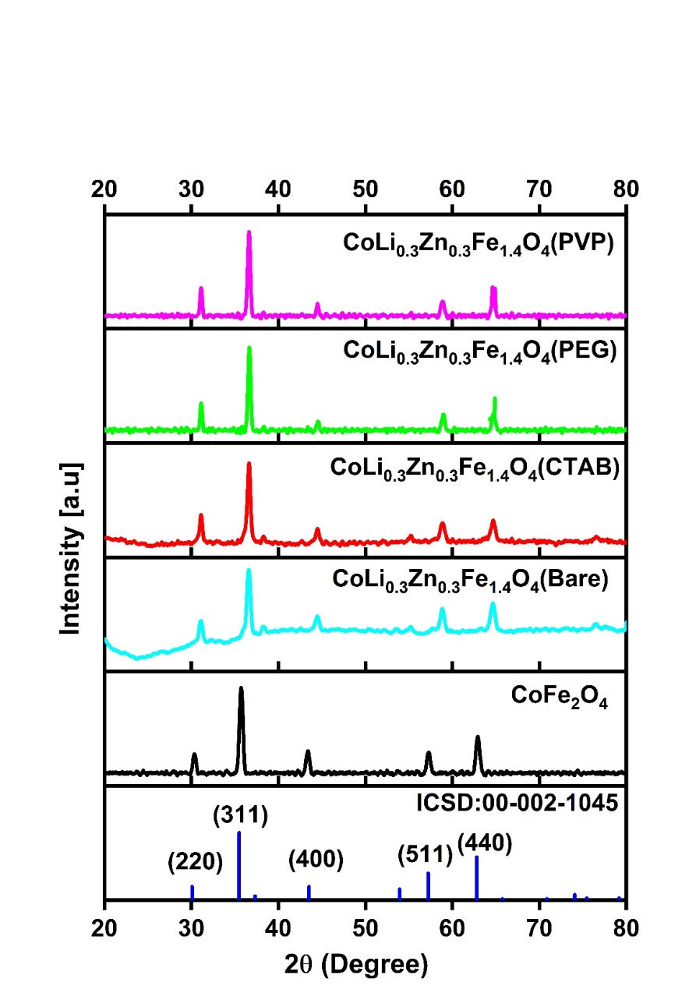 20 30 40 50 60 70 80
CoLi0.3Zn0.3Fe1.4O4(PVP)
CoLi0.3Zn0.3Fe1.4O4(PEG)
CoLi0.3Zn0.3Fe1.4O4(CTAB)
CoLi0.3Zn0.3Fe1.4O4(Bare)
CoFe2O4
ICSD:00-002-1045
(311)
(220) (400) (511) (440)
20 30 40 50 60 70 80
2θ (Degree)
Intensity [a.u]